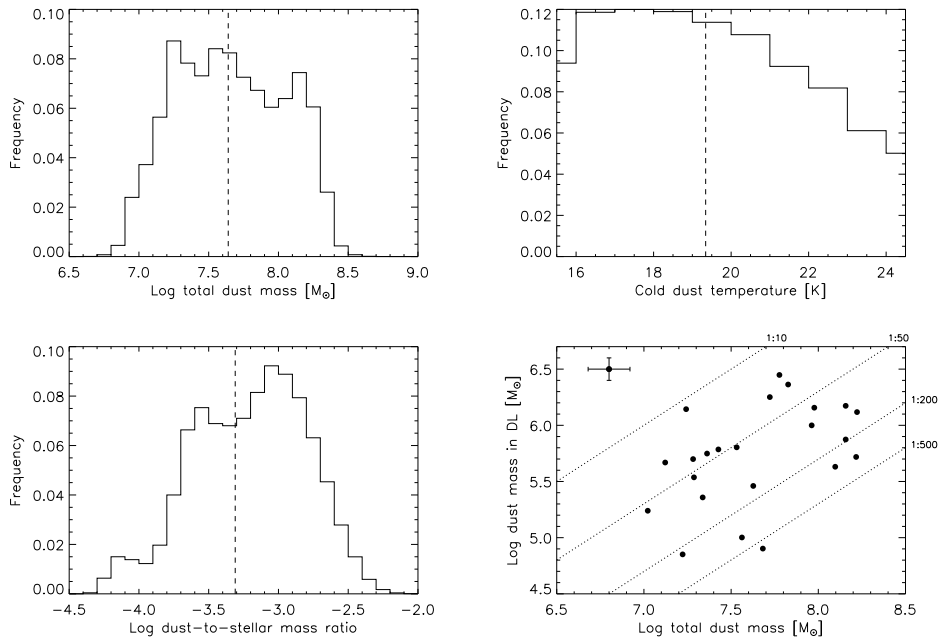 0.10
0.08
0.06
0.04
0.02
0.00
Frequency
6.5 7.0 7.5 8.0 8.5 9.0
Log total dust mass [M☉]
0.12
0.10
0.08
0.06
0.04
0.02
0.00
Frequency
16 18 20 22 24
Cold dust temperature [K]
0.10
0.08
0.06
0.04
0.02
0.00
Frequency
−4.5 −4.0 −3.5 −3.0 −2.5 −2.0
Log dust−to−stellar mass ratio
1:10 1:50
1:200
1:500
6.5
6.0
5.5
5.0
4.5
Log dust mass in DL [M☉]
6.5 7.0 7.5 8.0 8.5
Log total dust mass [M☉]